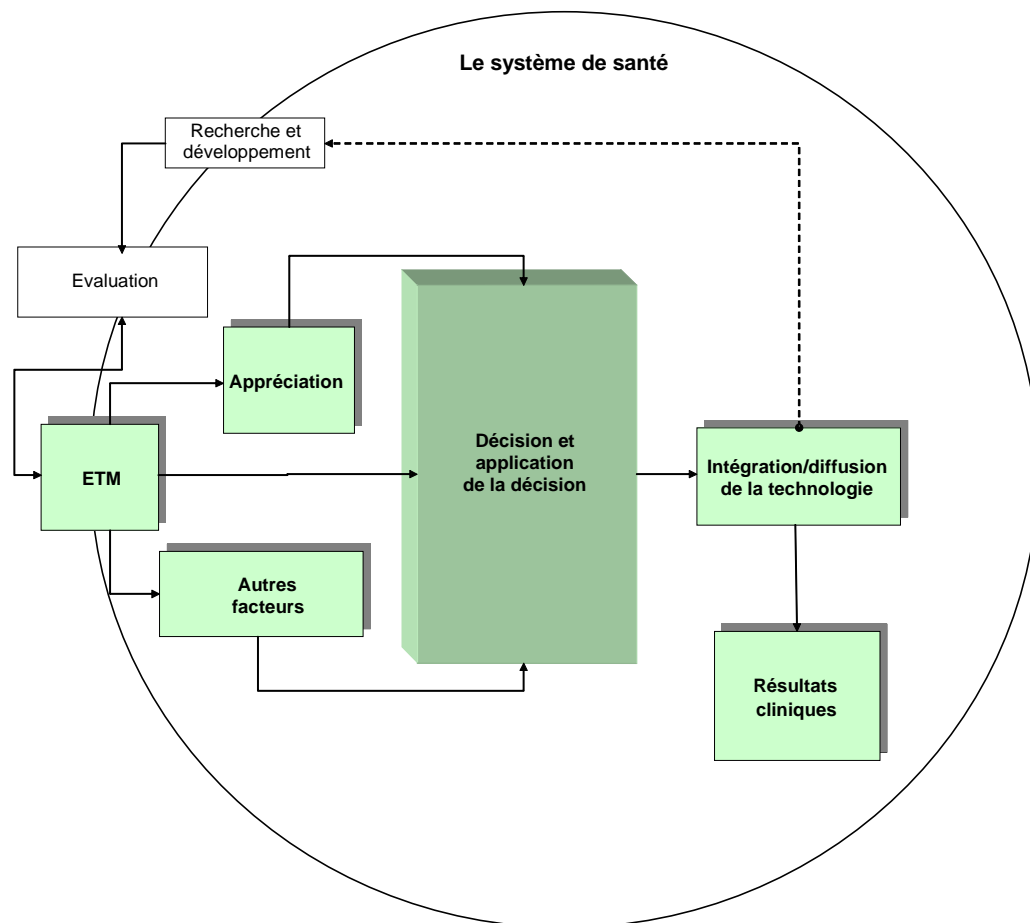 Le système de santé
Recherche et
développement
Evaluation
Appréciation
ETM
Décision et
application
de la décision
Intégration/diffusion
de la technologie
Autres
facteurs
Résultats
cliniques